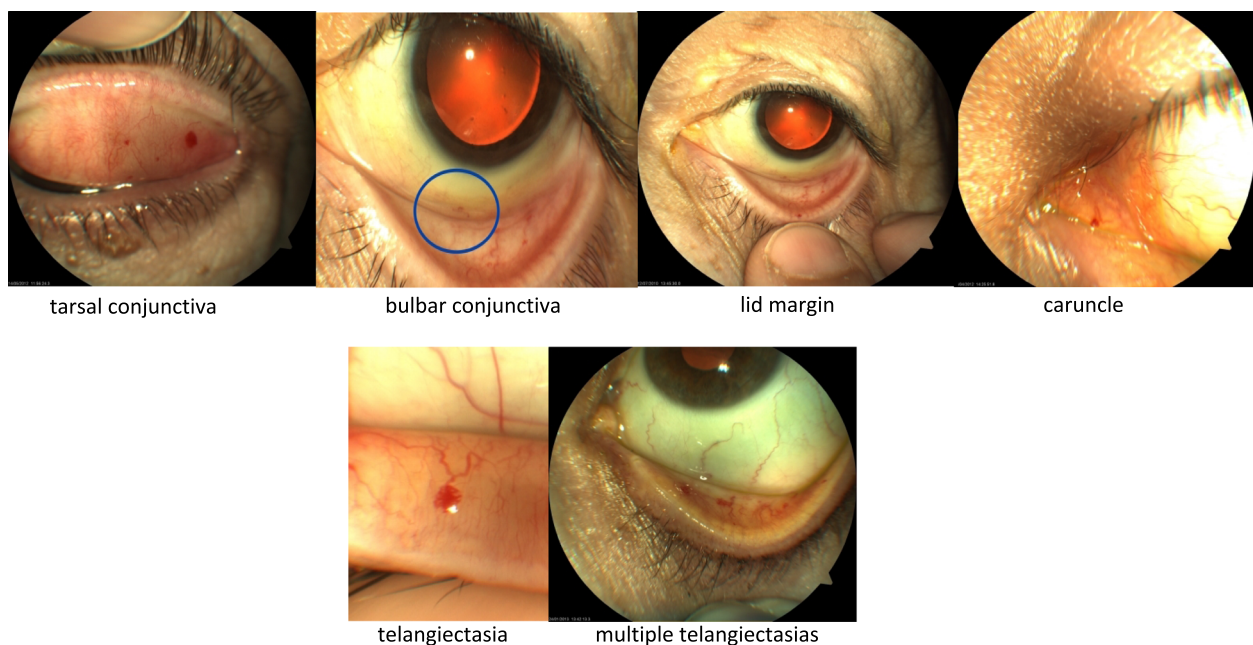 tarsal conjunctiva
bulbar conjunctiva
lid margin
caruncle
telangiectasia
multiple telangiectasias